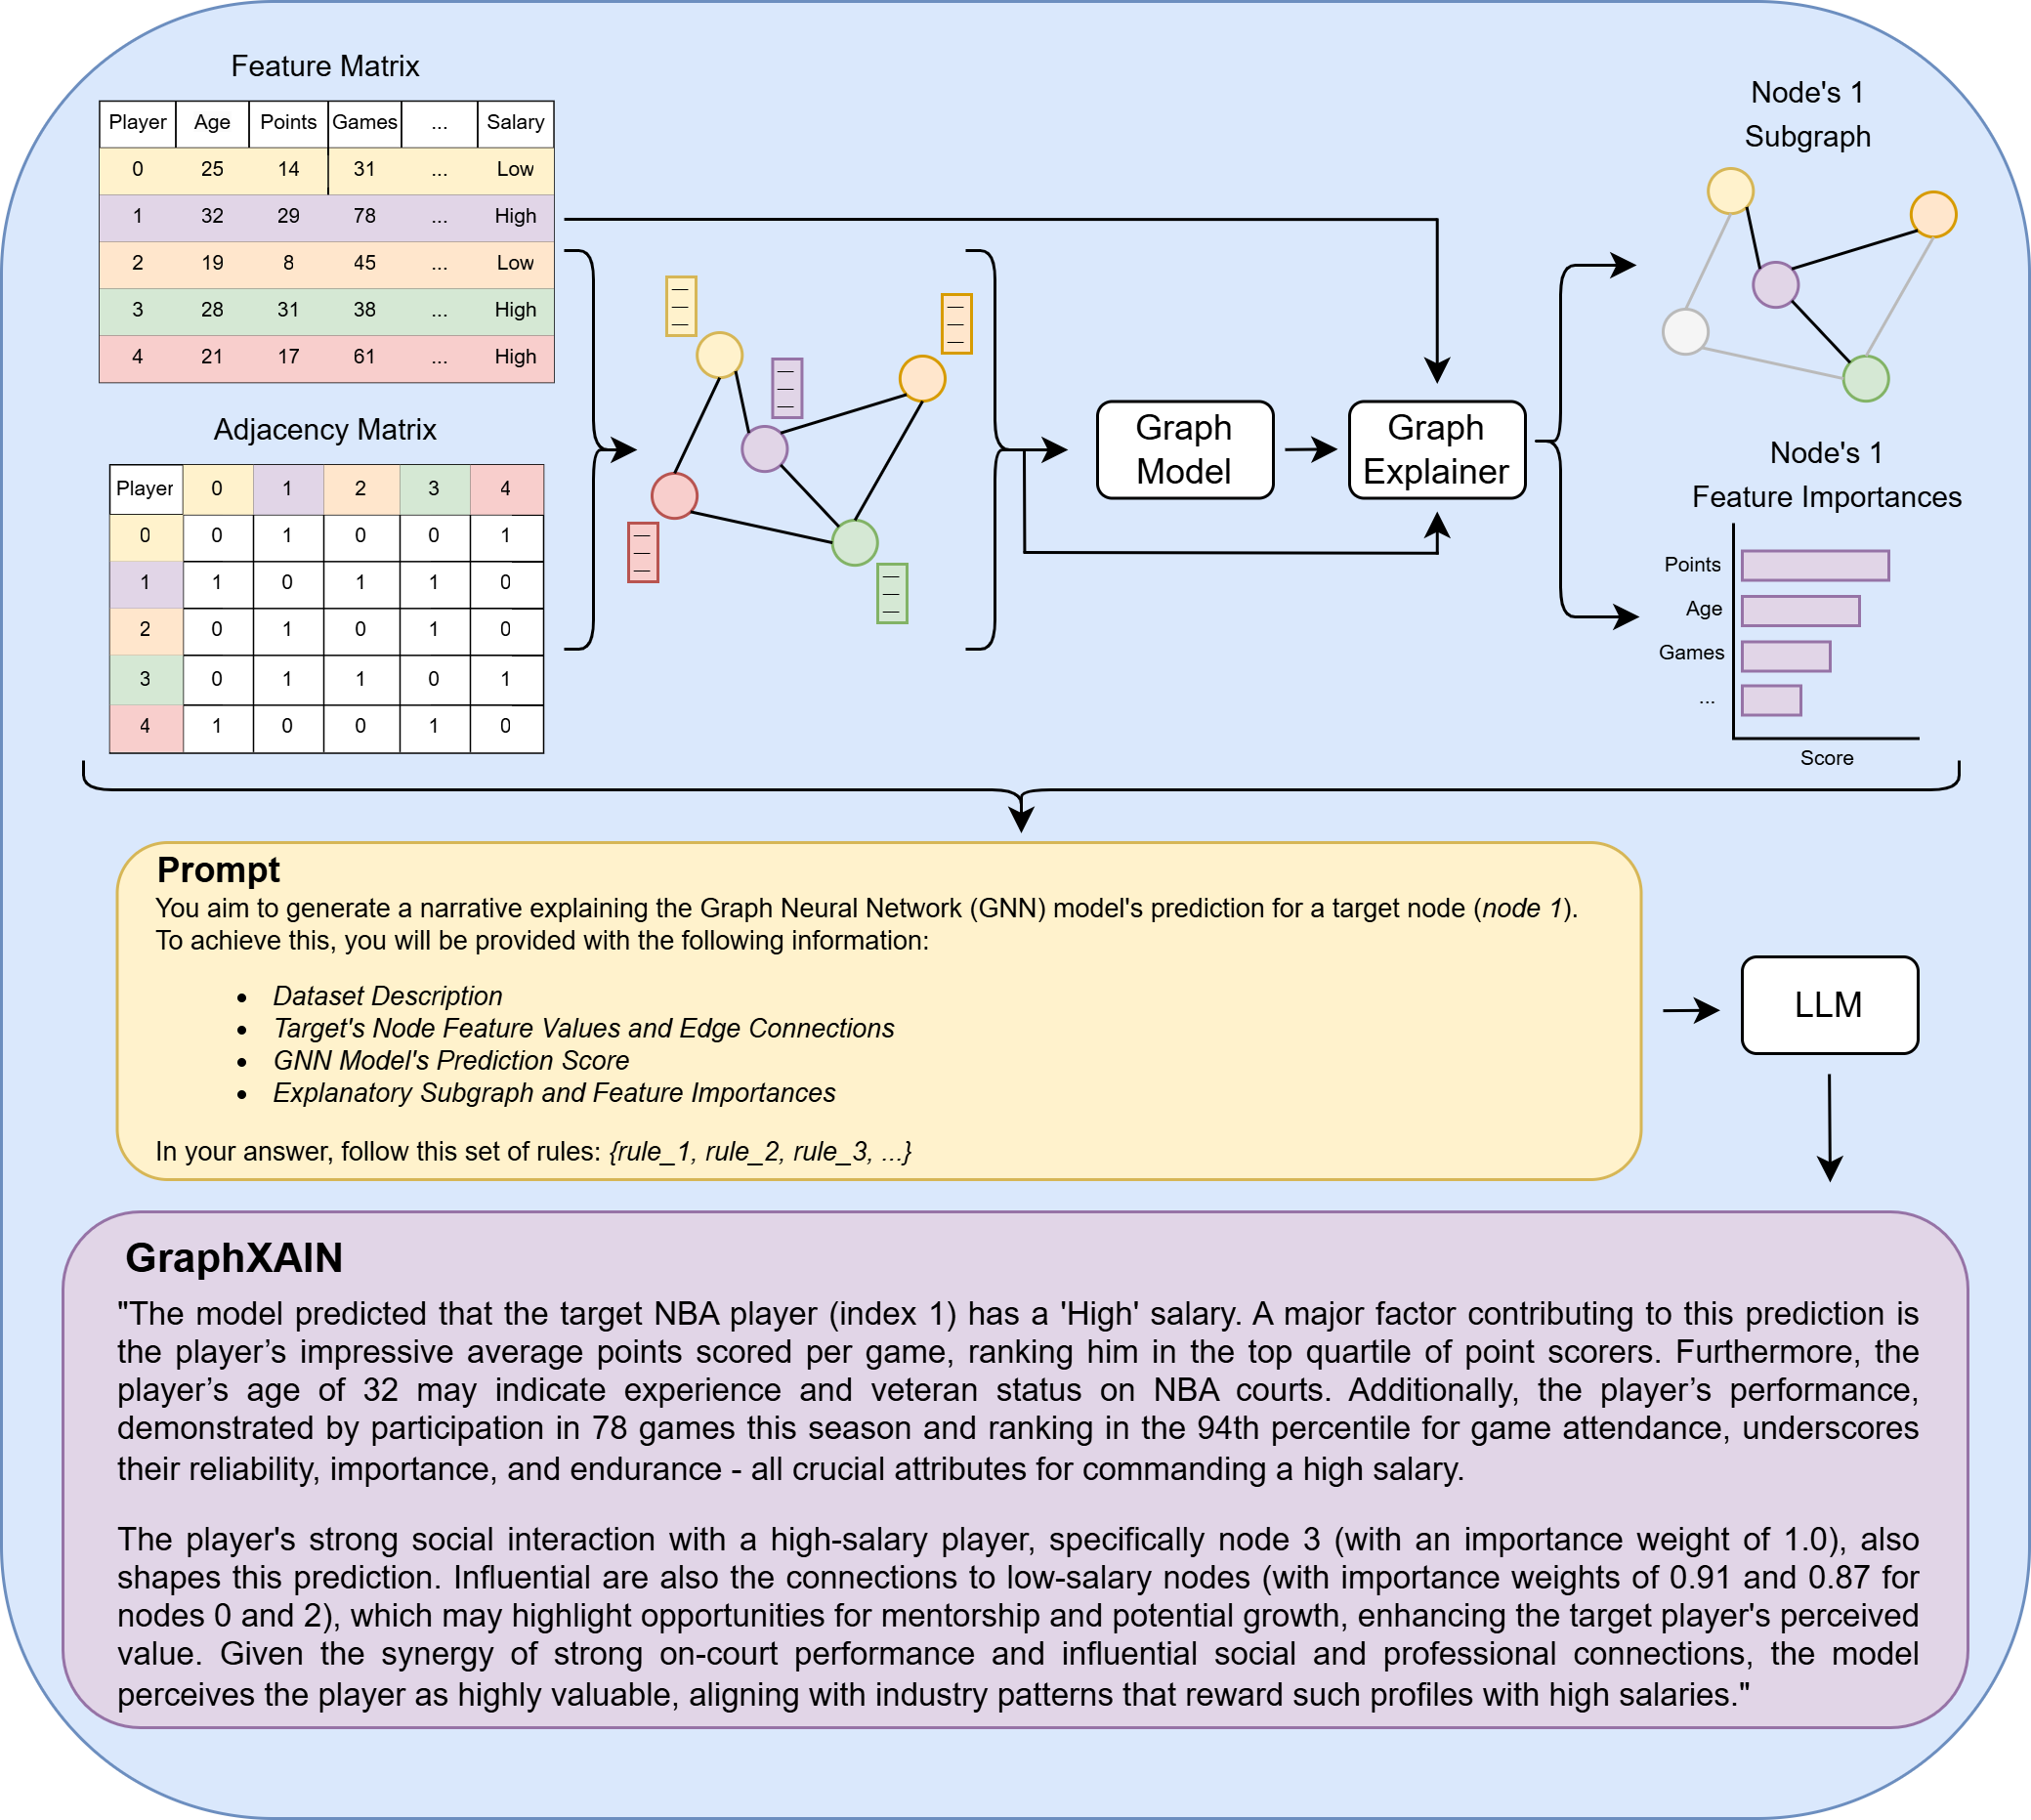 Feature Matrix
Player Age Points Games ... Salary
0 25 14 31 ... Low
1 32 29 78 ... High
2 19 8 45 ... Low
3 28 31 38 ... High
4 21 17 61 ... High
Adjacency Matrix
Player 0 1 2 3 4
0 0 1 0 0 1
1 1 0 1 1 0
2 0 1 0 1 0
3 0 1 1 0 1
4 1 0 0 1 0
Graph
Model
Graph
Explainer
Node's 1
Subgraph
Node's 1
Feature Importances
Points
Age
Games
...
Score
Prompt
You aim to generate a narrative explaining the Graph Neural Network (GNN) model's prediction for a target node (node 1).
To achieve this, you will be provided with the following information:
• Dataset Description
• Target's Node Feature Values and Edge Connections
• GNN Model's Prediction Score
• Explanatory Subgraph and Feature Importances
In your answer, follow this set of rules: {rule_1, rule_2, rule_3, ...}
LLM
GraphXAIN
"The model predicted that the target NBA player (index 1) has a 'High' salary. A major factor contributing to this prediction is
the player’s impressive average points scored per game, ranking him in the top quartile of point scorers. Furthermore, the
player’s age of 32 may indicate experience and veteran status on NBA courts. Additionally, the player’s performance,
demonstrated by participation in 78 games this season and ranking in the 94th percentile for game attendance, underscores
their reliability, importance, and endurance - all crucial attributes for commanding a high salary.
The player's strong social interaction with a high-salary player, specifically node 3 (with an importance weight of 1.0), also
shapes this prediction. Influential are also the connections to low-salary nodes (with importance weights of 0.91 and 0.87 for
nodes 0 and 2), which may highlight opportunities for mentorship and potential growth, enhancing the target player's perceived
value. Given the synergy of strong on-court performance and influential social and professional connections, the model
perceives the player as highly valuable, aligning with industry patterns that reward such profiles with high salaries."